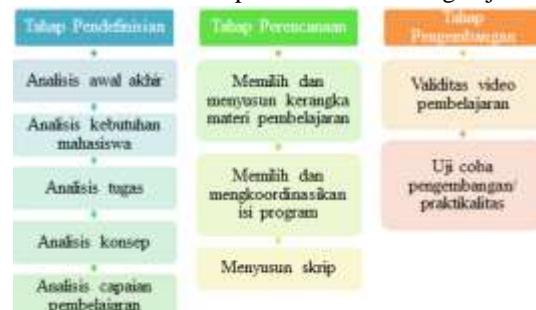 Tahap Pendefinisian
Analisis awal akhir
Analisis kebutuhan
mahasiswa
Analisis tugas
Analisis konsep
Analisis capaian
pembelajaran
Tahap Perencanaan
Memilih dan
menyusun kerangka
materi pembelajaran
Memilih dan
mengkoordinasikan
isi program
Menyusun skrip
Tahap
Pengembangan
Validitas video
pembelajaran
Uji coba
pengembangan/
praktikalitas